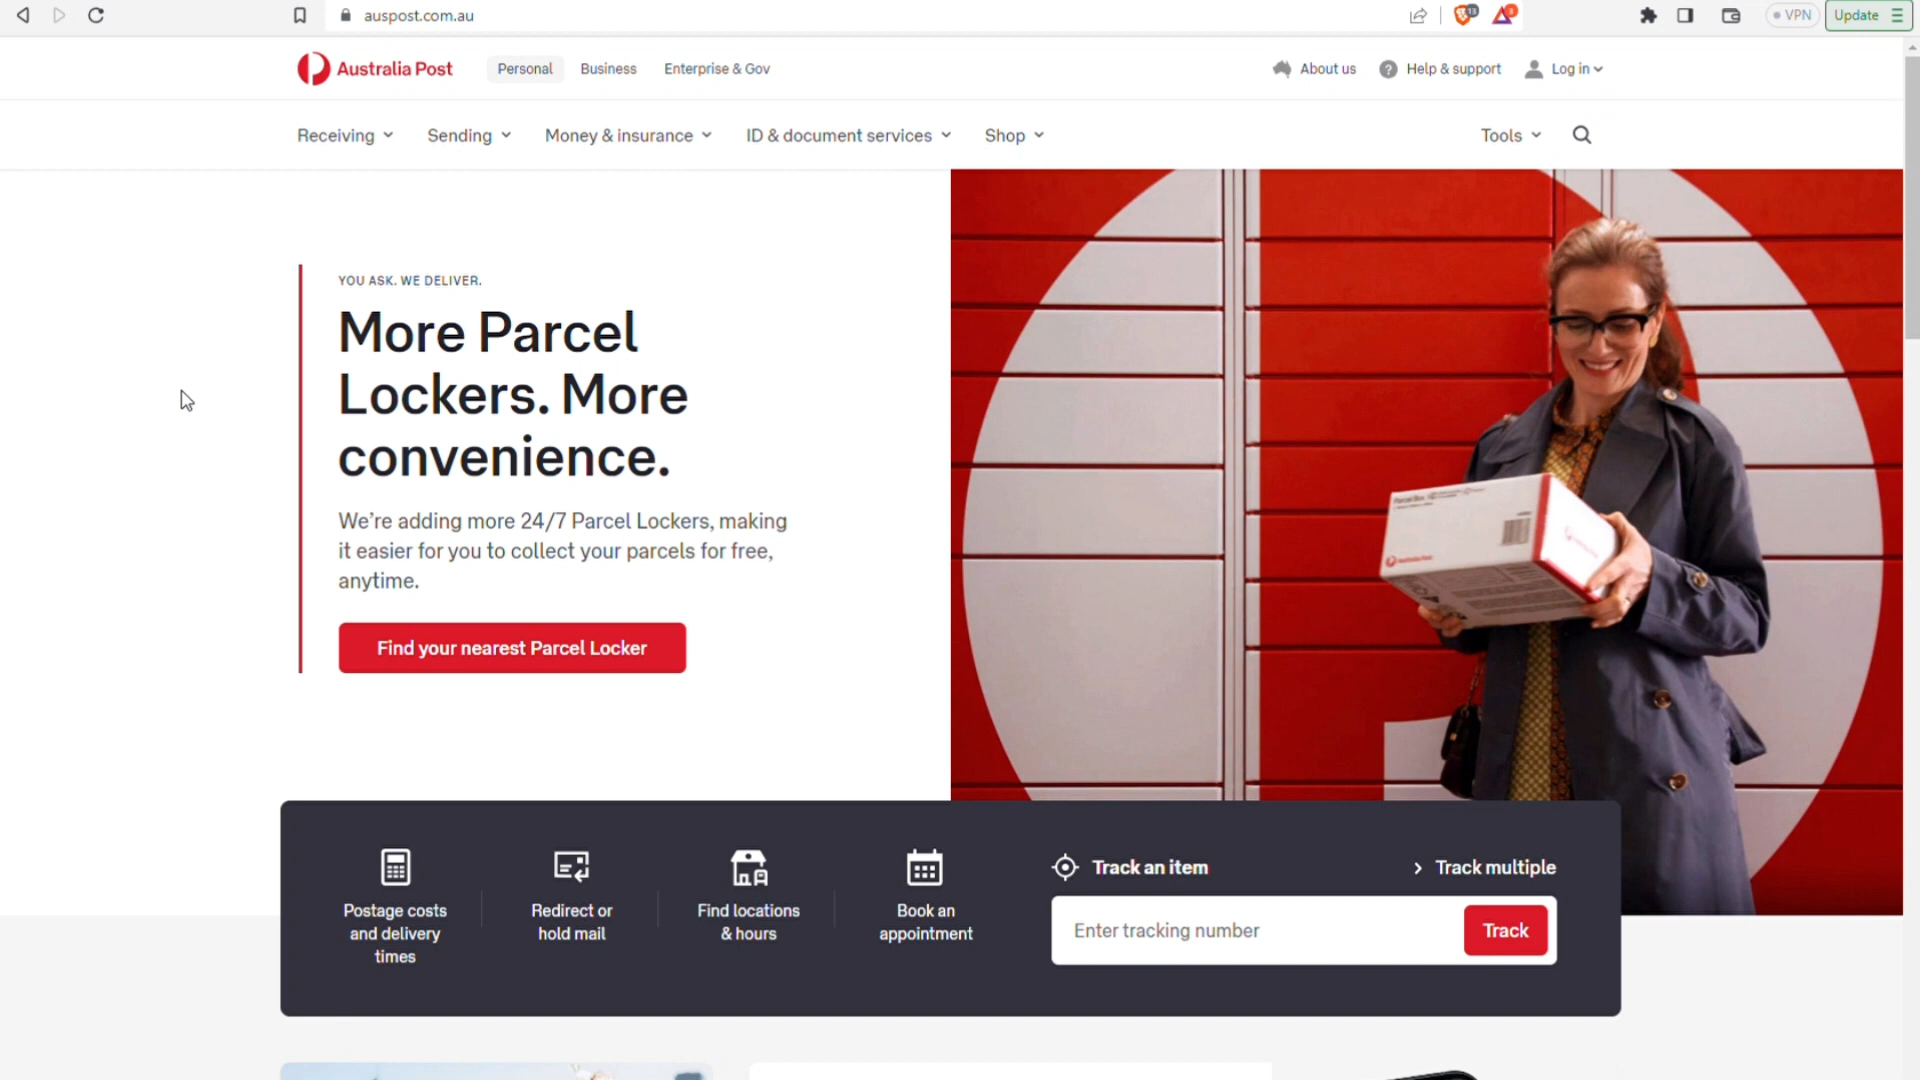 auspost.com.au
VPN
Update
Australia Post
Personal
Business
Enterprise & Gov
About us
Help & support
Log in
Receiving
Sending
Money & insurance
ID & document services
Shop
Tools
YOU ASK. WE DELIVER.
More Parcel
Lockers. More
convenience.
We're adding more 24/7 Parcel Lockers, making
it easier for you to collect your parcels for free,
anytime.
Find your nearest Parcel Locker
Postage costs
and delivery
times
Redirect or
hold mail
Find locations
& hours
Book an
appointment
Track an item
Track multiple
Enter tracking number
Track